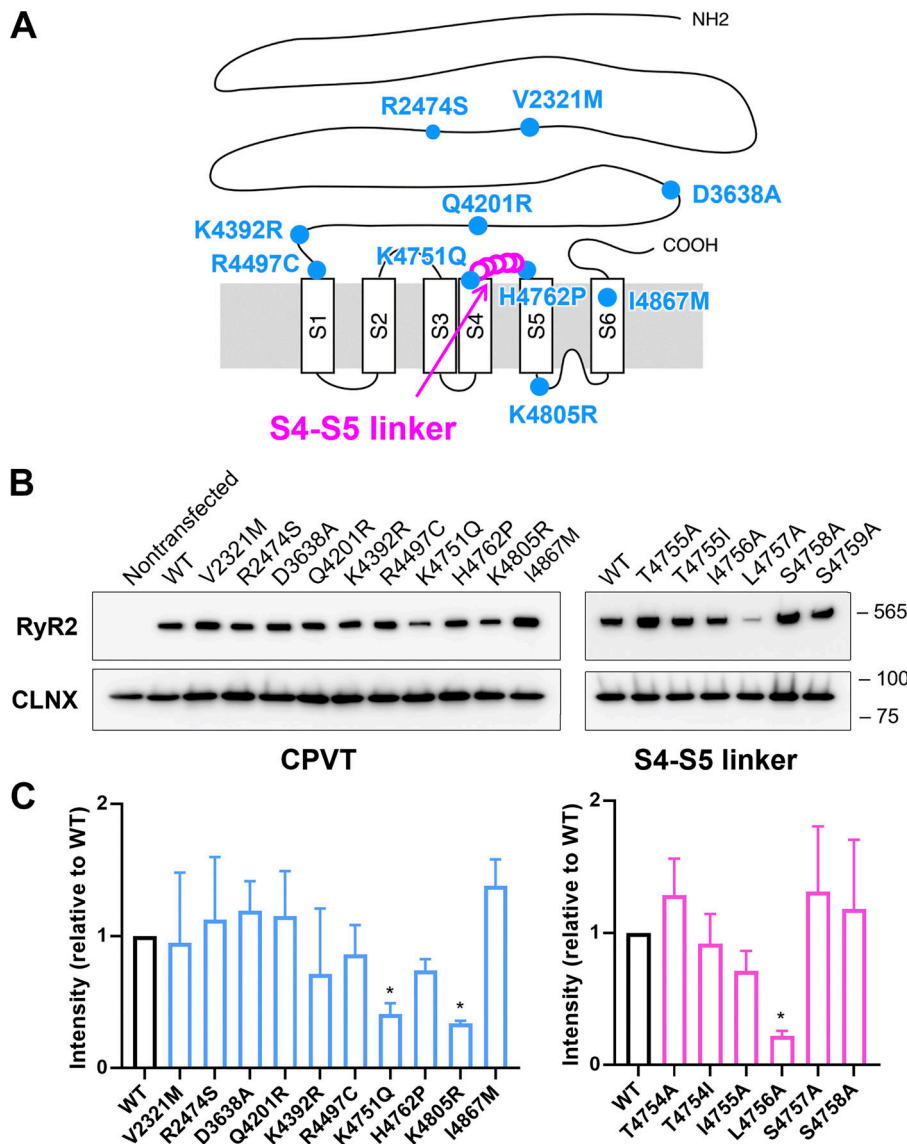 A
NH2
R2474S
V2321M
D3638A
Q4201R
K4392R
COOH
K4751Q
R4497C
H4762P
I4867M
S1
S2
S3
S4
S5
S6
K4805R
S4-S5 linker
B
Nontransfected
WT
V2321M
R2474S
D3638A
Q4201R
K4392R
R4497C
K4751Q
H4762P
K4805R
I4867M
WT
T4755A
T4755I
I4756A
L4757A
S4758A
S4759A
RyR2
– 565
CLNX
– 100
– 75
CPVT
S4-S5 linker
C
Intensity (relative to WT)
2
1
0
*
*
WT
V2321M
R2474S
D3638A
Q4201R
K4392R
R4497C
K4751Q
H4762P
K4805R
I4867M
Intensity (relative to WT)
2
1
0
*
WT
T4754A
T4754I
I4755A
L4756A
S4757A
S4758A